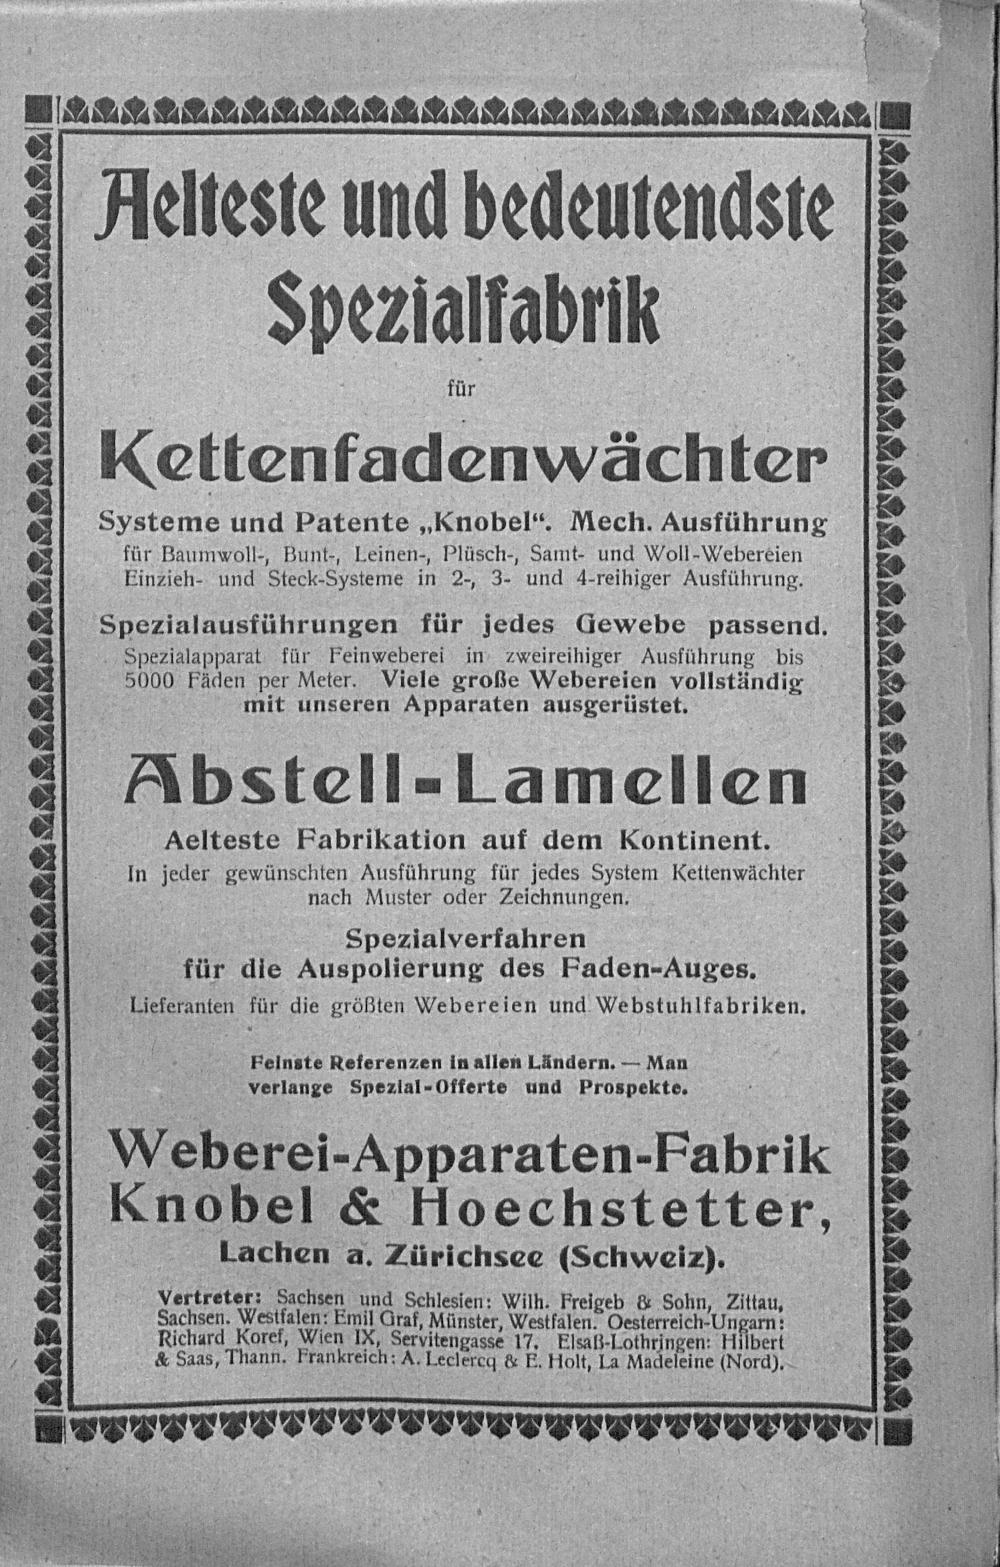 Aelteste und bedeutendste
Spezialfabrik
für
Kettenfadenwächter
Systeme und Patente „Knobel“. Mech. Ausführung
für Baumwoll-, Bunt-, Leinen-, Plüsch-, Samt- und Woll-Webereien
Einzieh- und Steck-Systeme in 2-, 3- und 4-reihiger Ausführung.
Spezialausführungen für jedes Gewebe passend.
Spezialapparat für Feinweberei in zweireihiger Ausführung bis
5000 Fäden per Meter. Viele große Webereien vollständig
mit unseren Apparaten ausgerüstet.
Abstell-Lamellen
Aelteste Fabrikation auf dem Kontinent.
In jeder gewünschten Ausführung für jedes System Kettenwächter
nach Muster oder Zeichnungen.
Spezialverfahren
für die Auspolierung des Faden-Auges.
Lieferanten für die größten Webereien und Webstuhlfabriken.
Feinste Referenzen in allen Ländern. — Man
verlange Spezial-Offerte und Prospekte.
Weberei-Apparaten-Fabrik
Knobel & Hoechstetter,
Lachen a. Zürichsee (Schweiz).
Vertreter: Sachsen und Schlesien: Wilh. Freigeb & Sohn, Zittau,
Sachsen. Westfalen: Emil Graf, Münster, Westfalen. Oesterreich-Ungarn:
Richard Koref, Wien IX, Servitengasse 17. Elsaß-Lothringen: Hilbert
& Saas, Thann. Frankreich: A. Leclercq & E. Holt, La Madeleine (Nord).